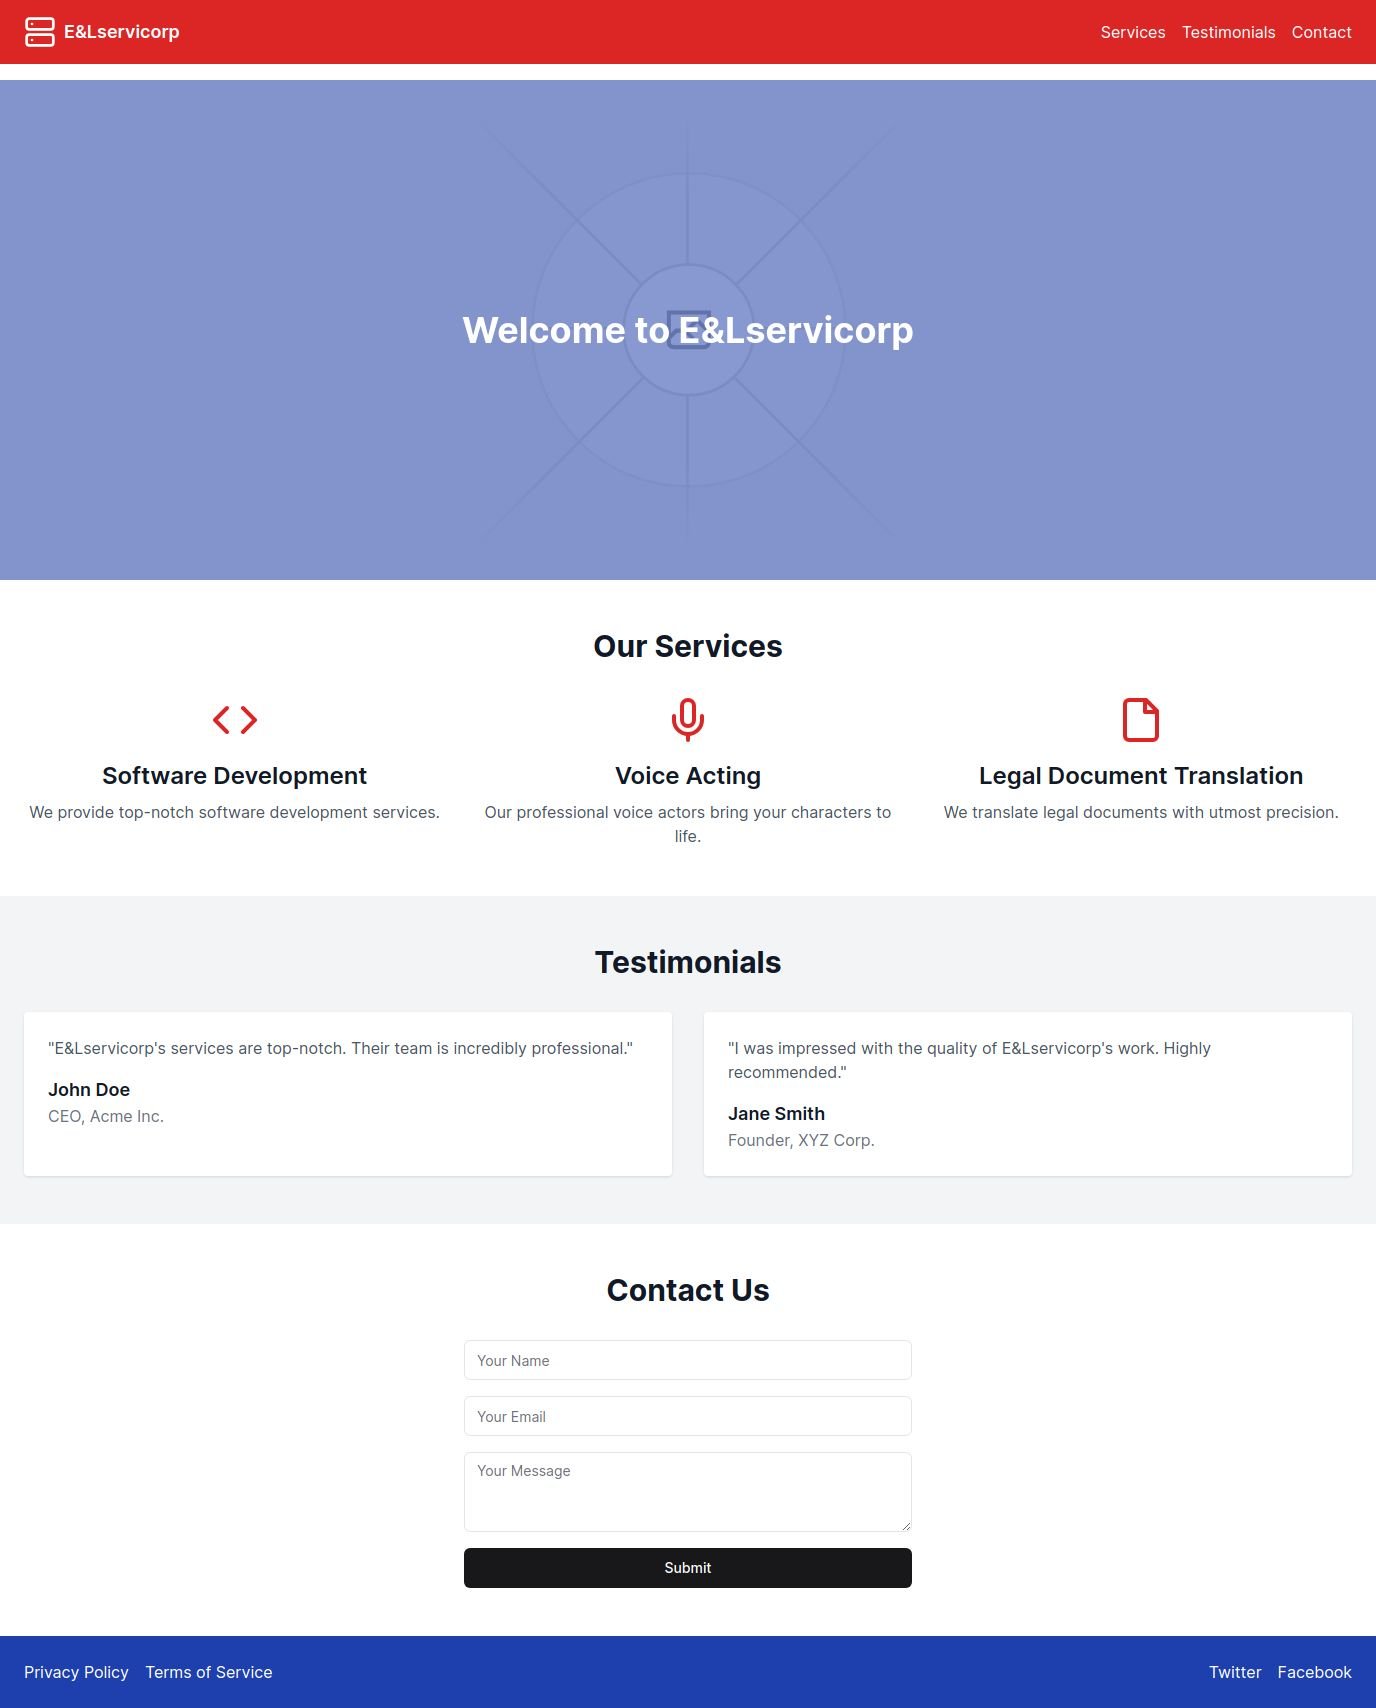 E&Lservicorp
Services Testimonials Contact
Welcome to E&Lservicorp
Our Services
Software Development
We provide top-notch software development services.
Voice Acting
Our professional voice actors bring your characters to
life.
Legal Document Translation
We translate legal documents with utmost precision.
Testimonials
"E&Lservicorp's services are top-notch. Their team is incredibly professional."
John Doe
CEO, Acme Inc.
"I was impressed with the quality of E&Lservicorp's work. Highly
recommended."
Jane Smith
Founder, XYZ Corp.
Contact Us
Your Name
Your Email
Your Message
Submit
Privacy Policy Terms of Service
Twitter Facebook